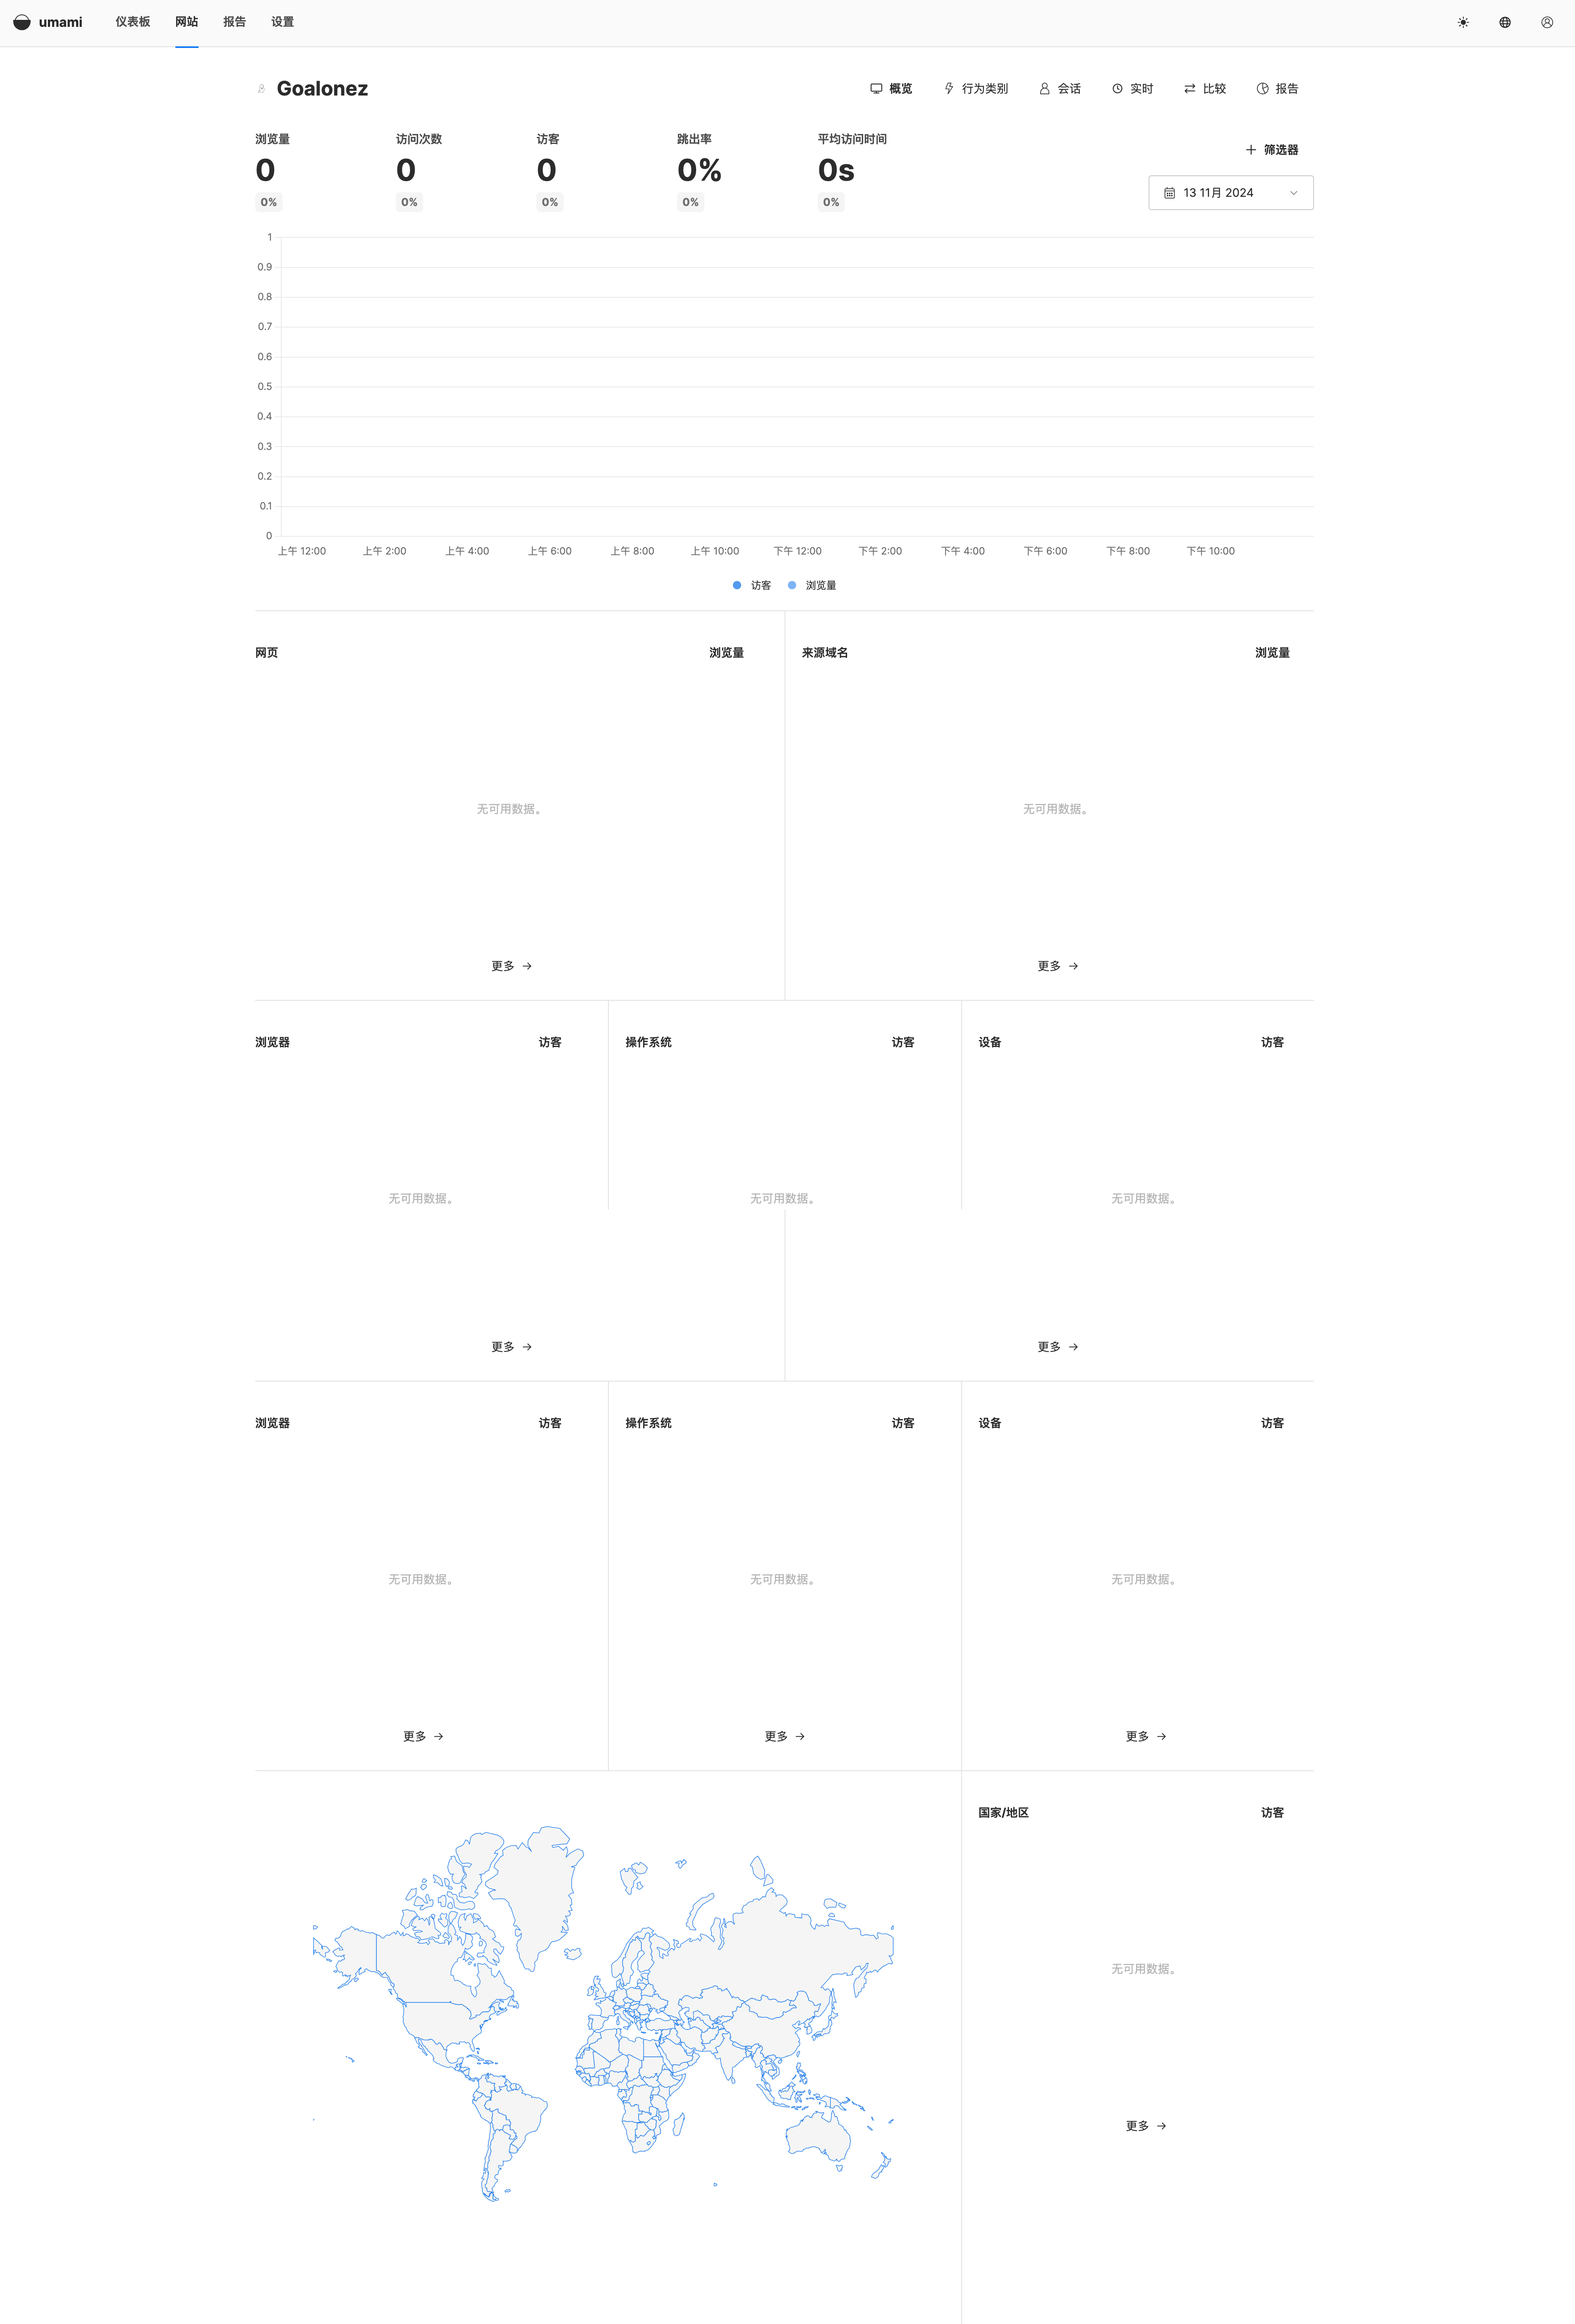 umami 仪表板 网站 报告 设置
Goalonez 概览 行为类别 会话 实时 比较 报告
浏览量 访问次数 访客 跳出率 平均访问时间
筛选器
0 0 0 0% 0s
13 11月 2024
0% 0% 0% 0% 0%
1
0.9
0.8
0.7
0.6
0.5
0.4
0.3
0.2
0.1
0
上午 12:00 上午 2:00 上午 4:00 上午 6:00 上午 8:00 上午 10:00 下午 12:00 下午 2:00 下午 4:00 下午 6:00 下午 8:00 下午 10:00
访客 浏览量
网页 浏览量 来源域名 浏览量
无可用数据。 无可用数据。
更多 更多
浏览器 访客 操作系统 访客 设备 访客
无可用数据。 无可用数据。 无可用数据。
更多 更多
浏览器 访客 操作系统 访客 设备 访客
无可用数据。 无可用数据。 无可用数据。
更多 更多 更多
国家/地区 访客
无可用数据。
更多